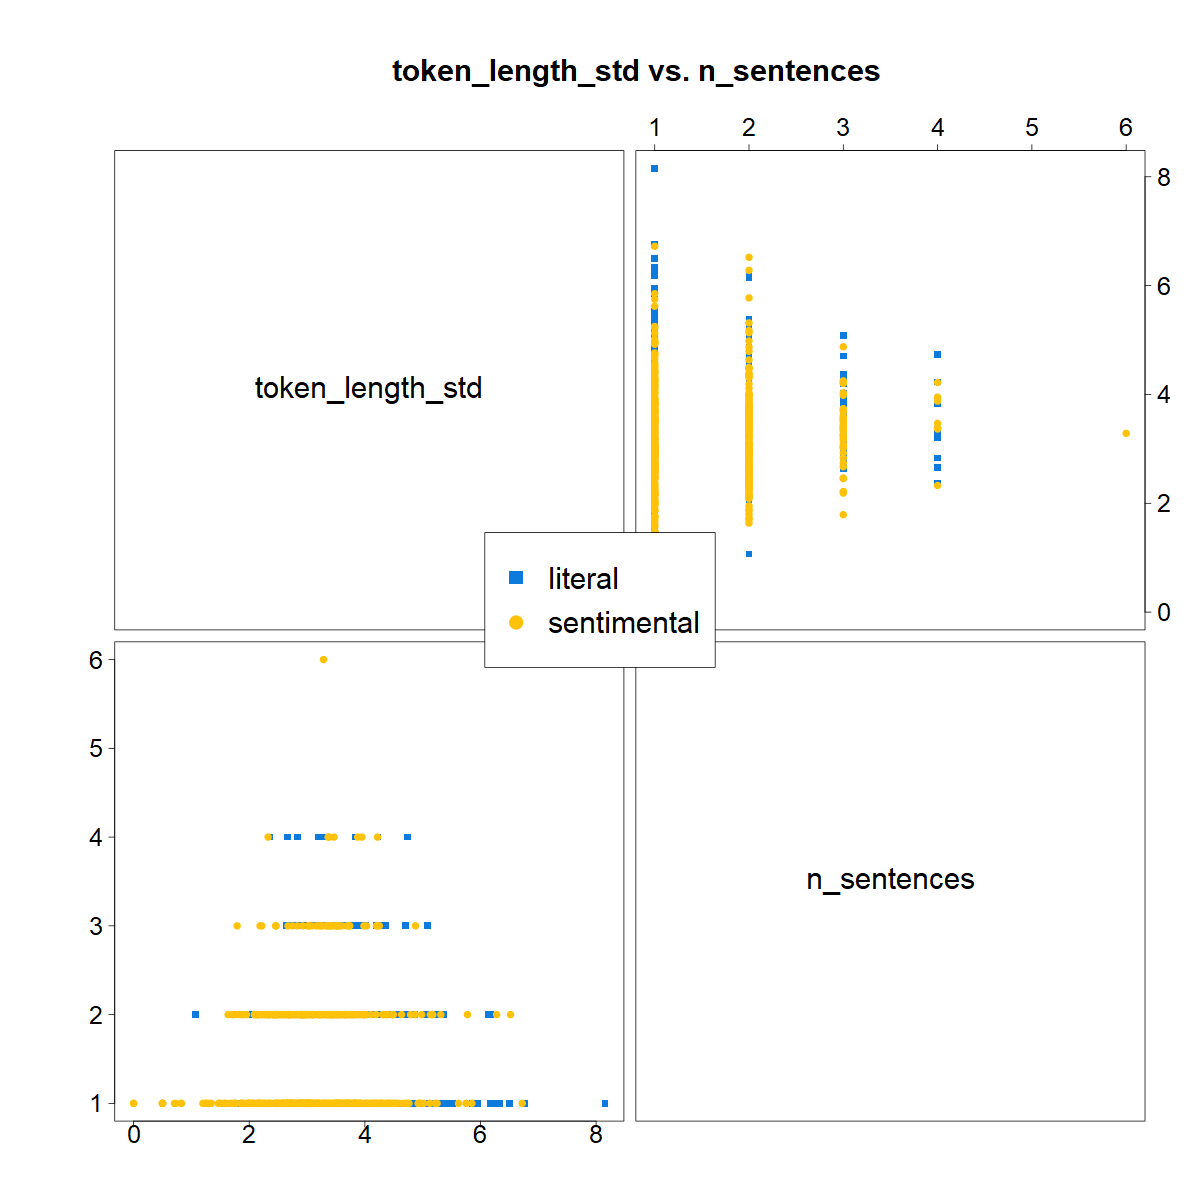 token_length_std vs. n_sentences
1 2 3 4 5 6
token_length_std
8
6
4
2
0
literal
sentimental
6
5
4
3
2
1
n_sentences
0 2 4 6 8